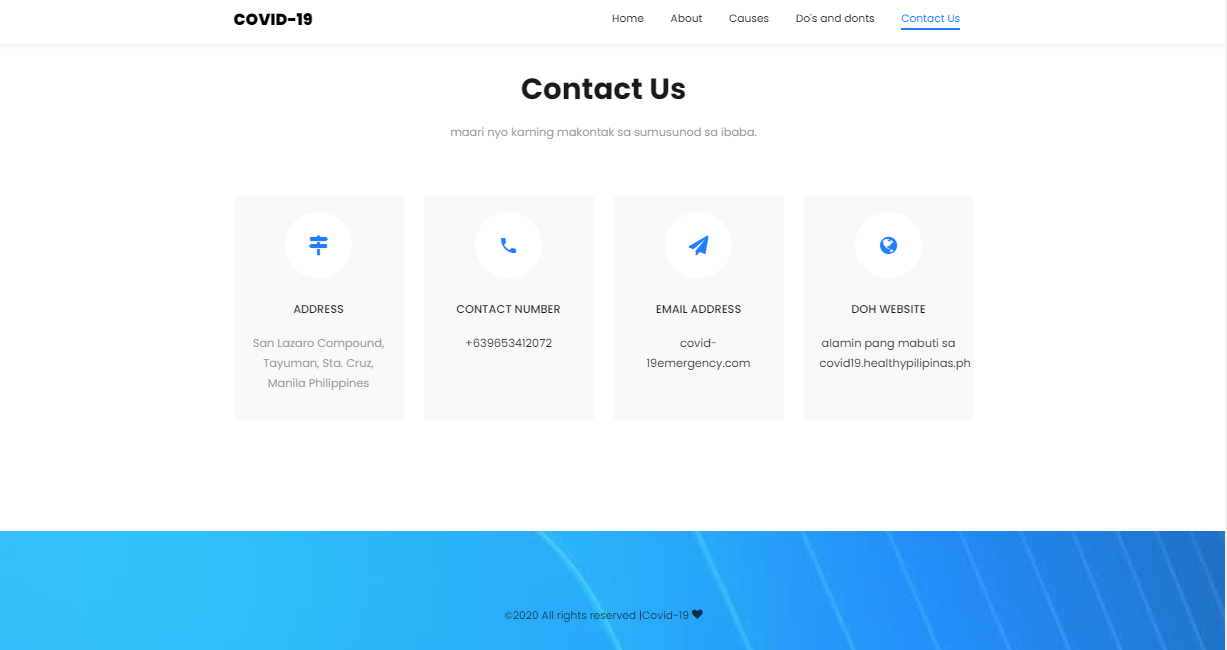 COVID-19
Home About Causes Do's and donts Contact Us
Contact Us
maari nyo kaming makontak sa sumusunod sa ibaba.
ADDRESS
San Lazaro Compound,
Tayuman, Sta. Cruz,
Manila Philippines
CONTACT NUMBER
+639653412072
EMAIL ADDRESS
covid-
19emergency.com
DOH WEBSITE
alamin pang mabuti sa
covid19.healthypilipinas.ph
©2020 All rights reserved |Covid-19